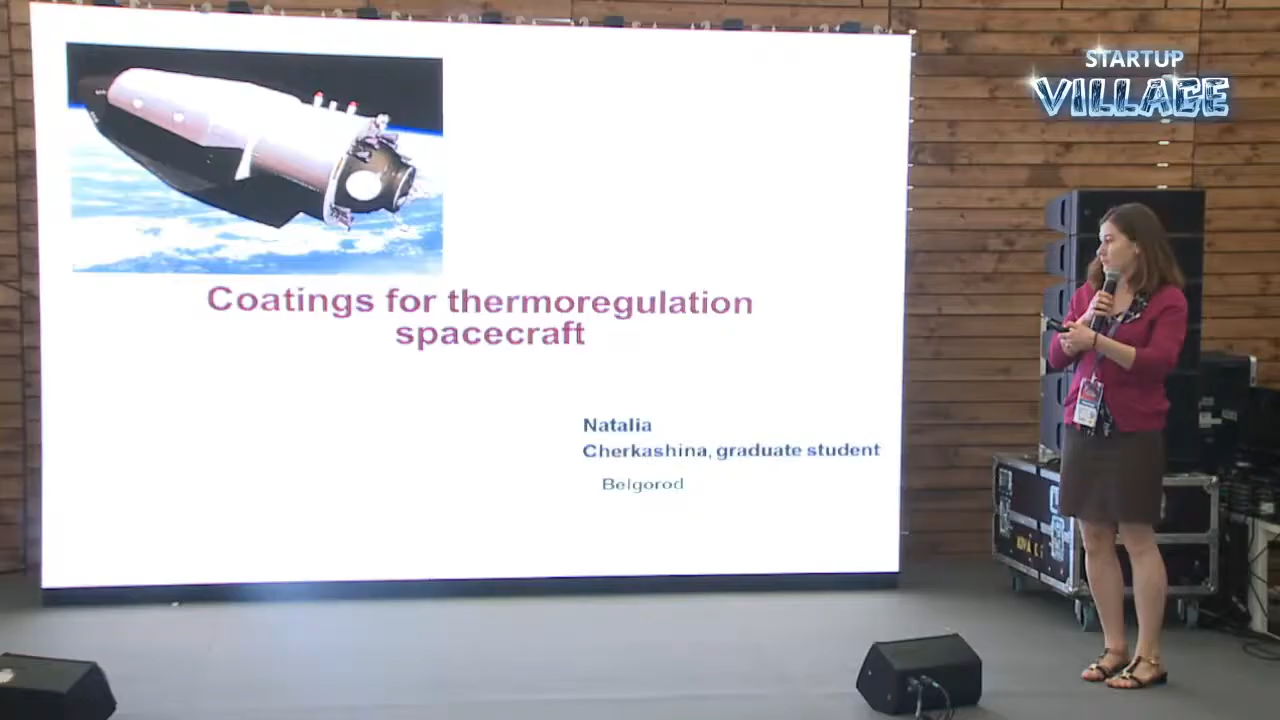 STARTUP
VILLAGE
Coatings for thermoregulation
spacecraft
Natalia
Cherkashina, graduate student
Belgorod